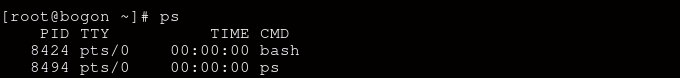 [root@bogon ~]# ps
PID TTY TIME CMD
8424 pts/0 00:00:00 bash
8494 pts/0 00:00:00 ps